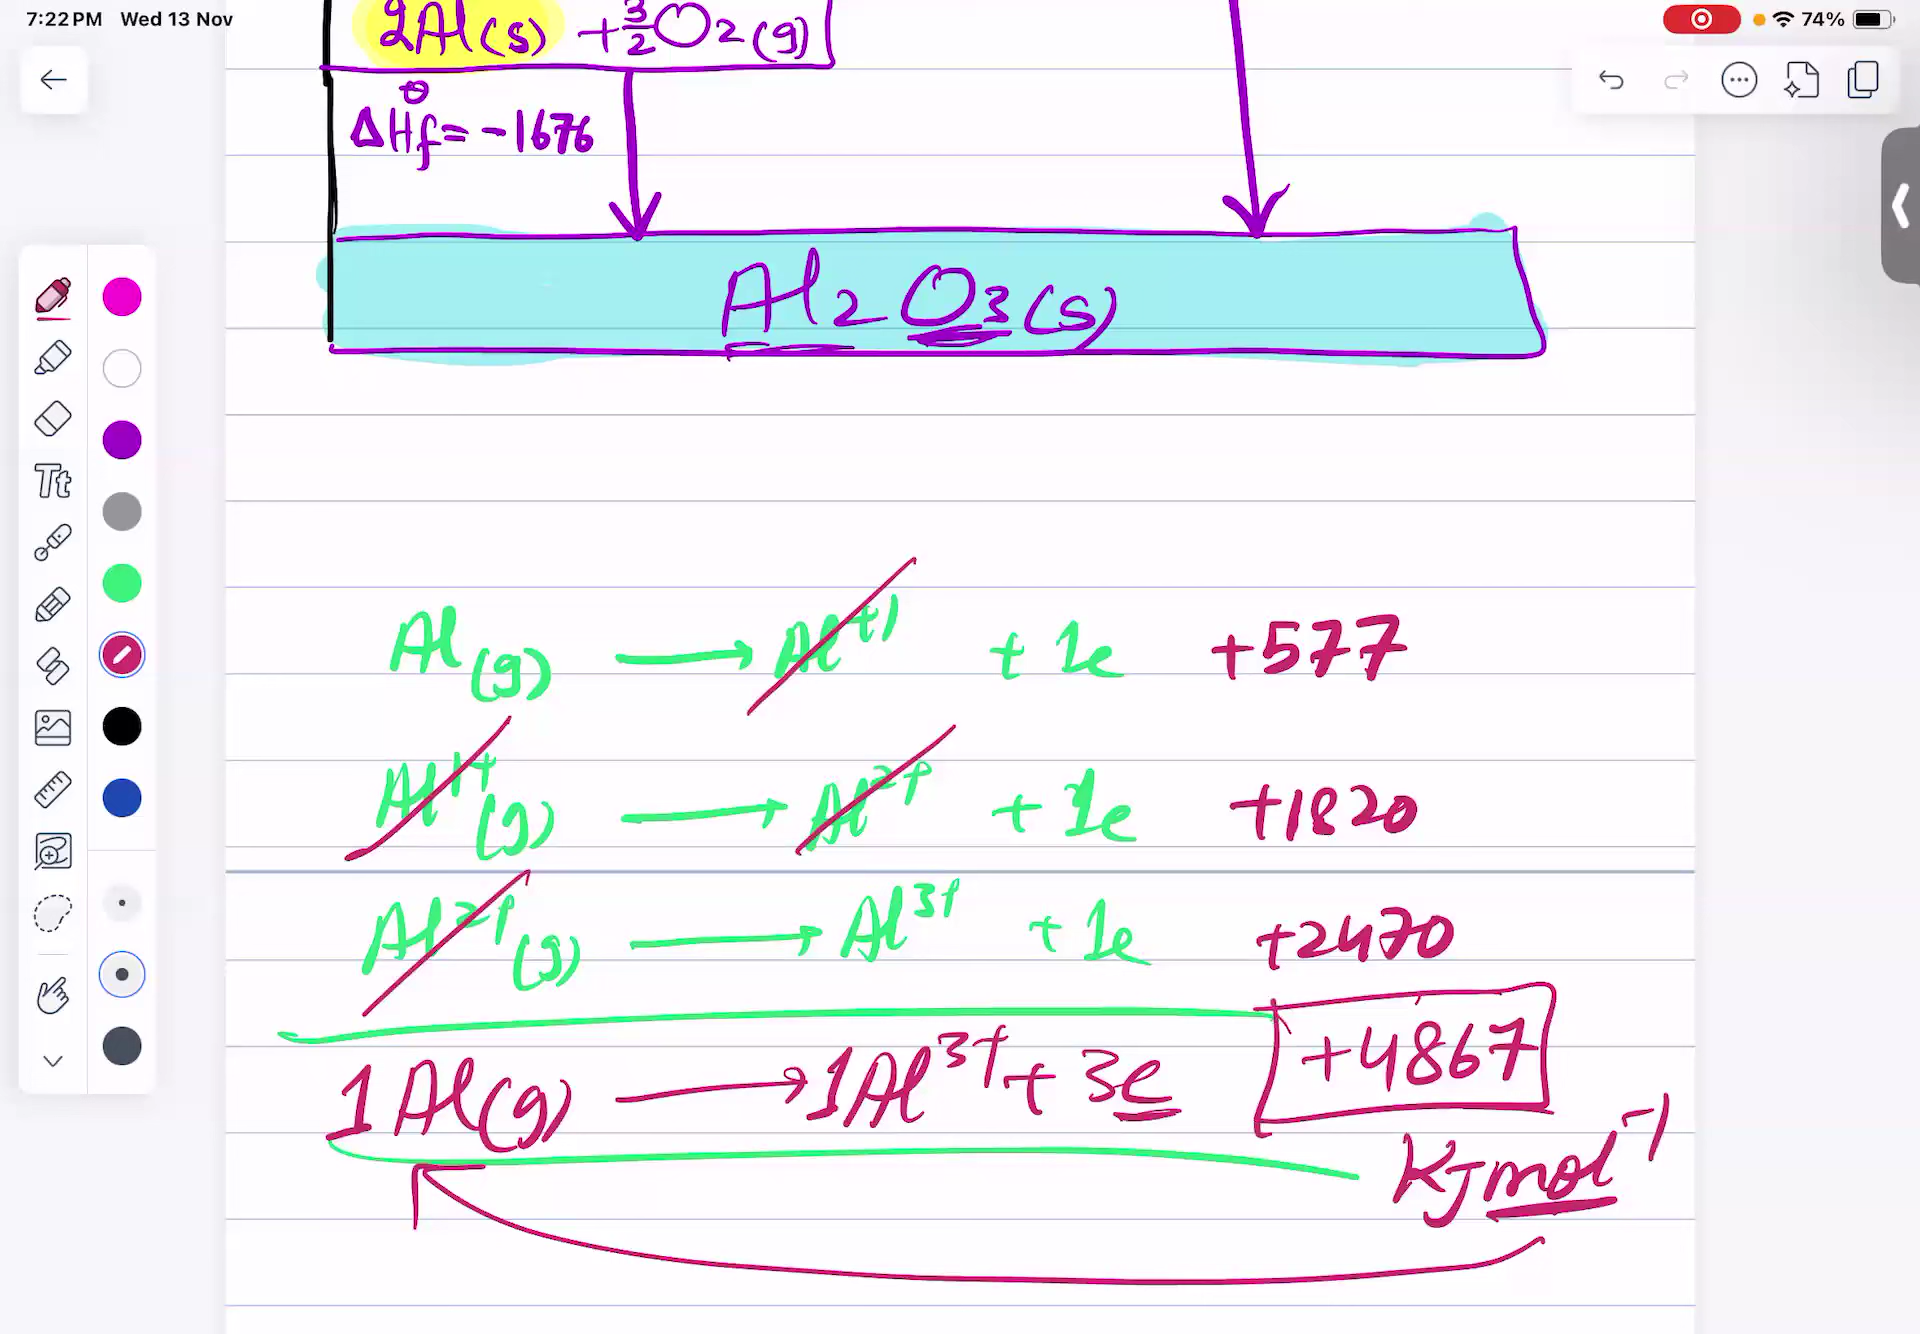 7:22 PM Wed 13 Nov
74%
2Al(s) + 3/2 O2(g)
ΔHf⊖ = -1676
Al2O3(s)
Tt
Al(g) → Al+1 + 1e +577
Al1+(g) → Al2+ + 1e +1820
Al2+(g) → Al3+ + 1e +2470
1Al(g) → 1Al3+ + 3e +4867
KJmol-1